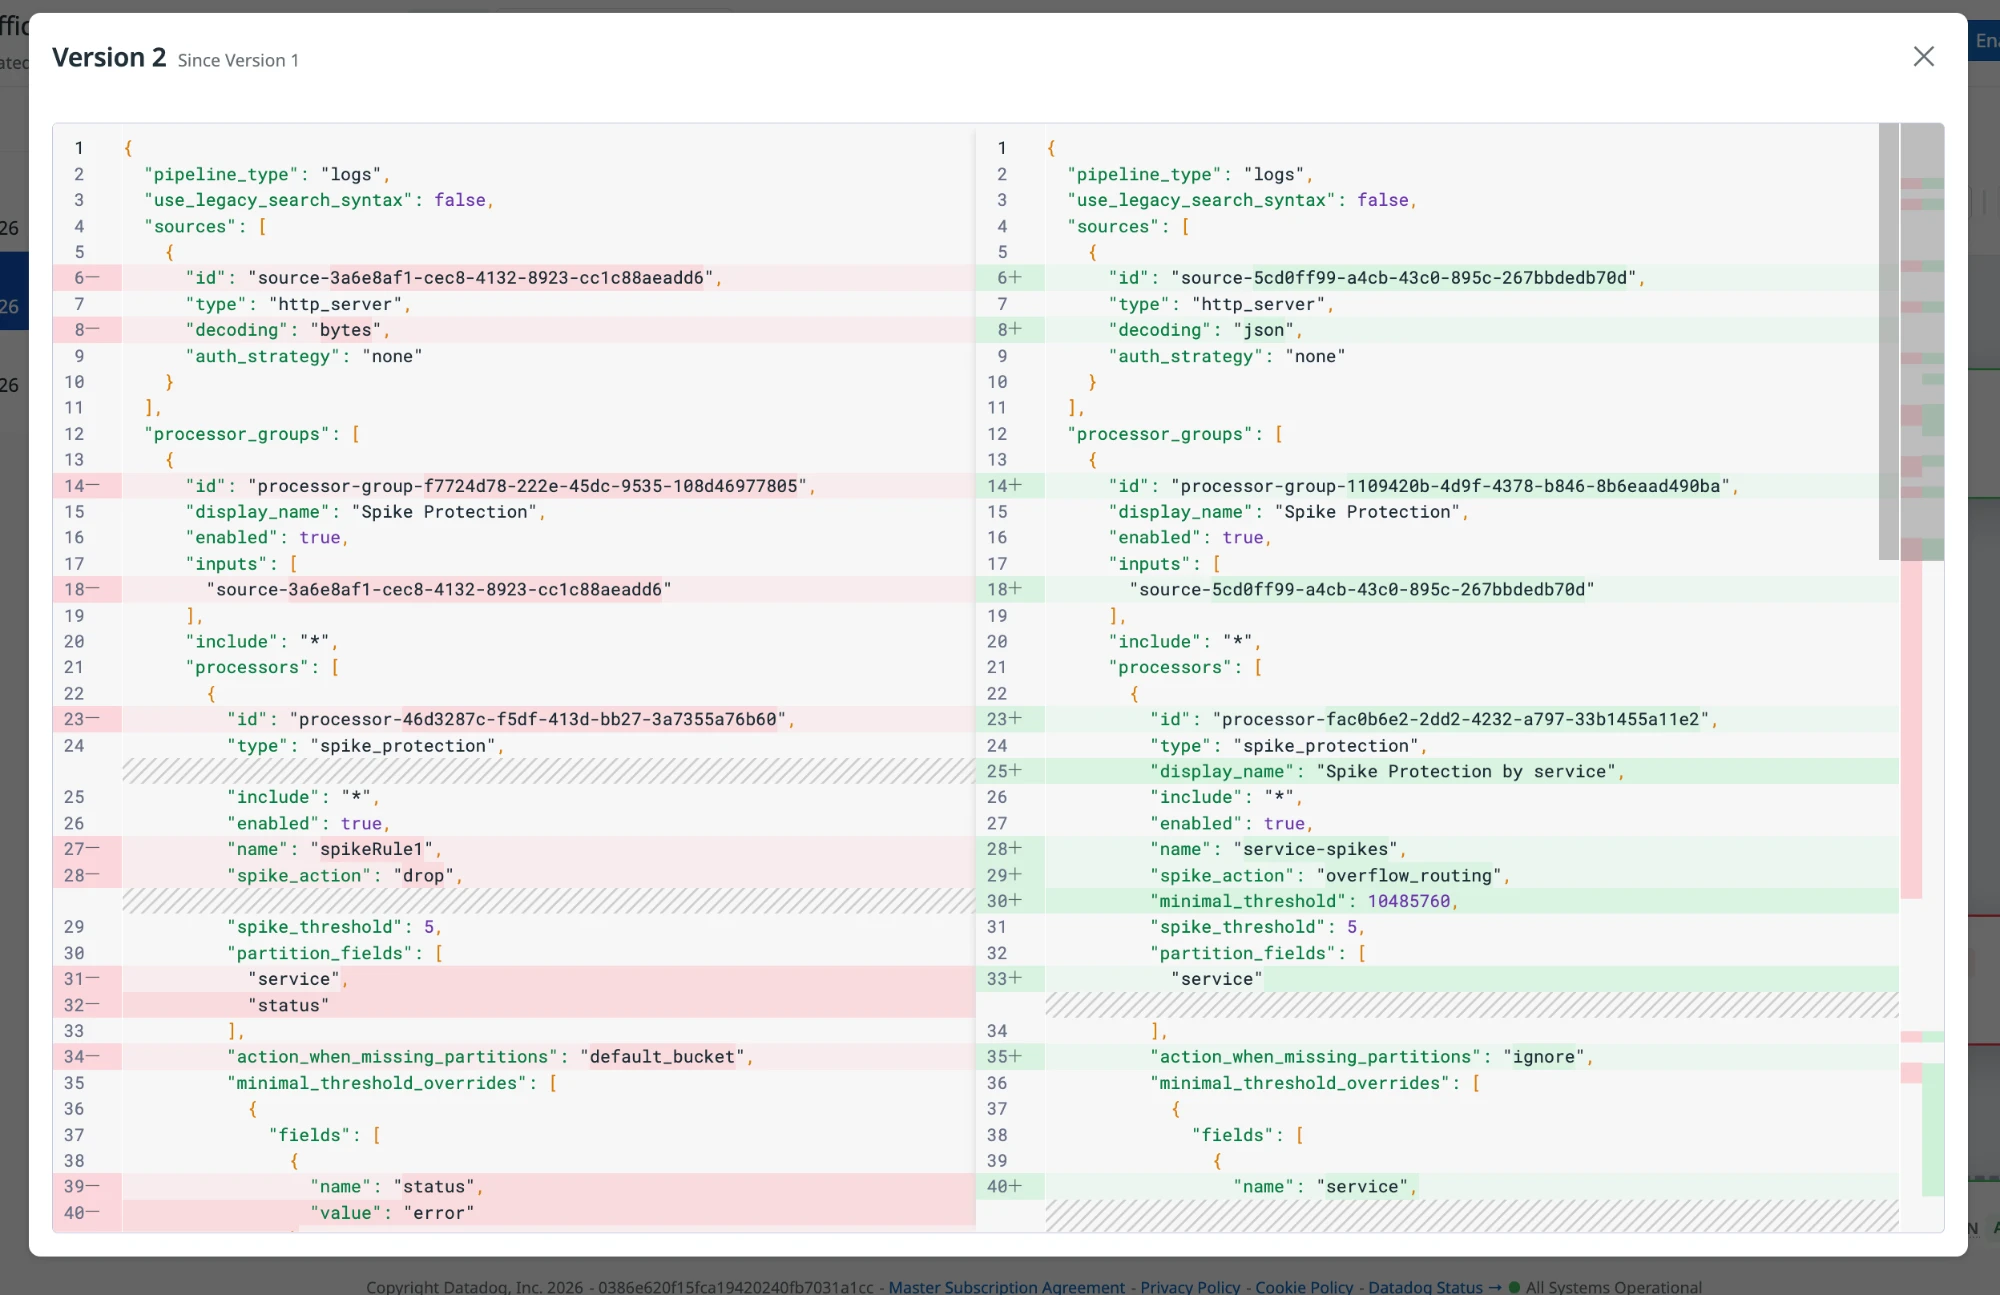 Version 2 Since Version 1
1 {
2 "pipeline_type": "logs",
3 "use_legacy_search_syntax": false,
4 "sources": [
5 {
6— "id": "source-3a6e8af1-cec8-4132-8923-cc1c88aeadd6",
7 "type": "http_server",
8— "decoding": "bytes",
9 "auth_strategy": "none"
10 }
11 ],
12 "processor_groups": [
13 {
14— "id": "processor-group-f7724d78-222e-45dc-9535-108d46977805",
15 "display_name": "Spike Protection",
16 "enabled": true,
17 "inputs": [
18— "source-3a6e8af1-cec8-4132-8923-cc1c88aeadd6"
19 ],
20 "include": "*",
21 "processors": [
22 {
23— "id": "processor-46d3287c-f5df-413d-bb27-3a7355a76b60",
24 "type": "spike_protection",
25 "include": "*",
26 "enabled": true,
27— "name": "spikeRule1",
28— "spike_action": "drop",
29 "spike_threshold": 5,
30 "partition_fields": [
31— "service",
32— "status"
33 ],
34— "action_when_missing_partitions": "default_bucket",
35 "minimal_threshold_overrides": [
36 {
37 "fields": [
38 {
39— "name": "status",
40— "value": "error"
1 {
2 "pipeline_type": "logs",
3 "use_legacy_search_syntax": false,
4 "sources": [
5 {
6+ "id": "source-5cd0ff99-a4cb-43c0-895c-267bbdedb70d",
7 "type": "http_server",
8+ "decoding": "json",
9 "auth_strategy": "none"
10 }
11 ],
12 "processor_groups": [
13 {
14+ "id": "processor-group-1109420b-4d9f-4378-b846-8b6eaad490ba",
15 "display_name": "Spike Protection",
16 "enabled": true,
17 "inputs": [
18+ "source-5cd0ff99-a4cb-43c0-895c-267bbdedb70d"
19 ],
20 "include": "*",
21 "processors": [
22 {
23+ "id": "processor-fac0b6e2-2dd2-4232-a797-33b1455a11e2",
24 "type": "spike_protection",
25+ "display_name": "Spike Protection by service",
26 "include": "*",
27 "enabled": true,
28+ "name": "service-spikes",
29+ "spike_action": "overflow_routing",
30+ "minimal_threshold": 10485760,
31 "spike_threshold": 5,
32 "partition_fields": [
33+ "service"
34 ],
35+ "action_when_missing_partitions": "ignore",
36 "minimal_threshold_overrides": [
37 {
38 "fields": [
39 {
40+ "name": "service",
26
26
26
Copyright Datadog, Inc. 2026 - 0386e620f15fca19420240fb7031a1cc - Master Subscription Agreement - Privacy Policy - Cookie Policy - Datadog Status → All Systems Operational